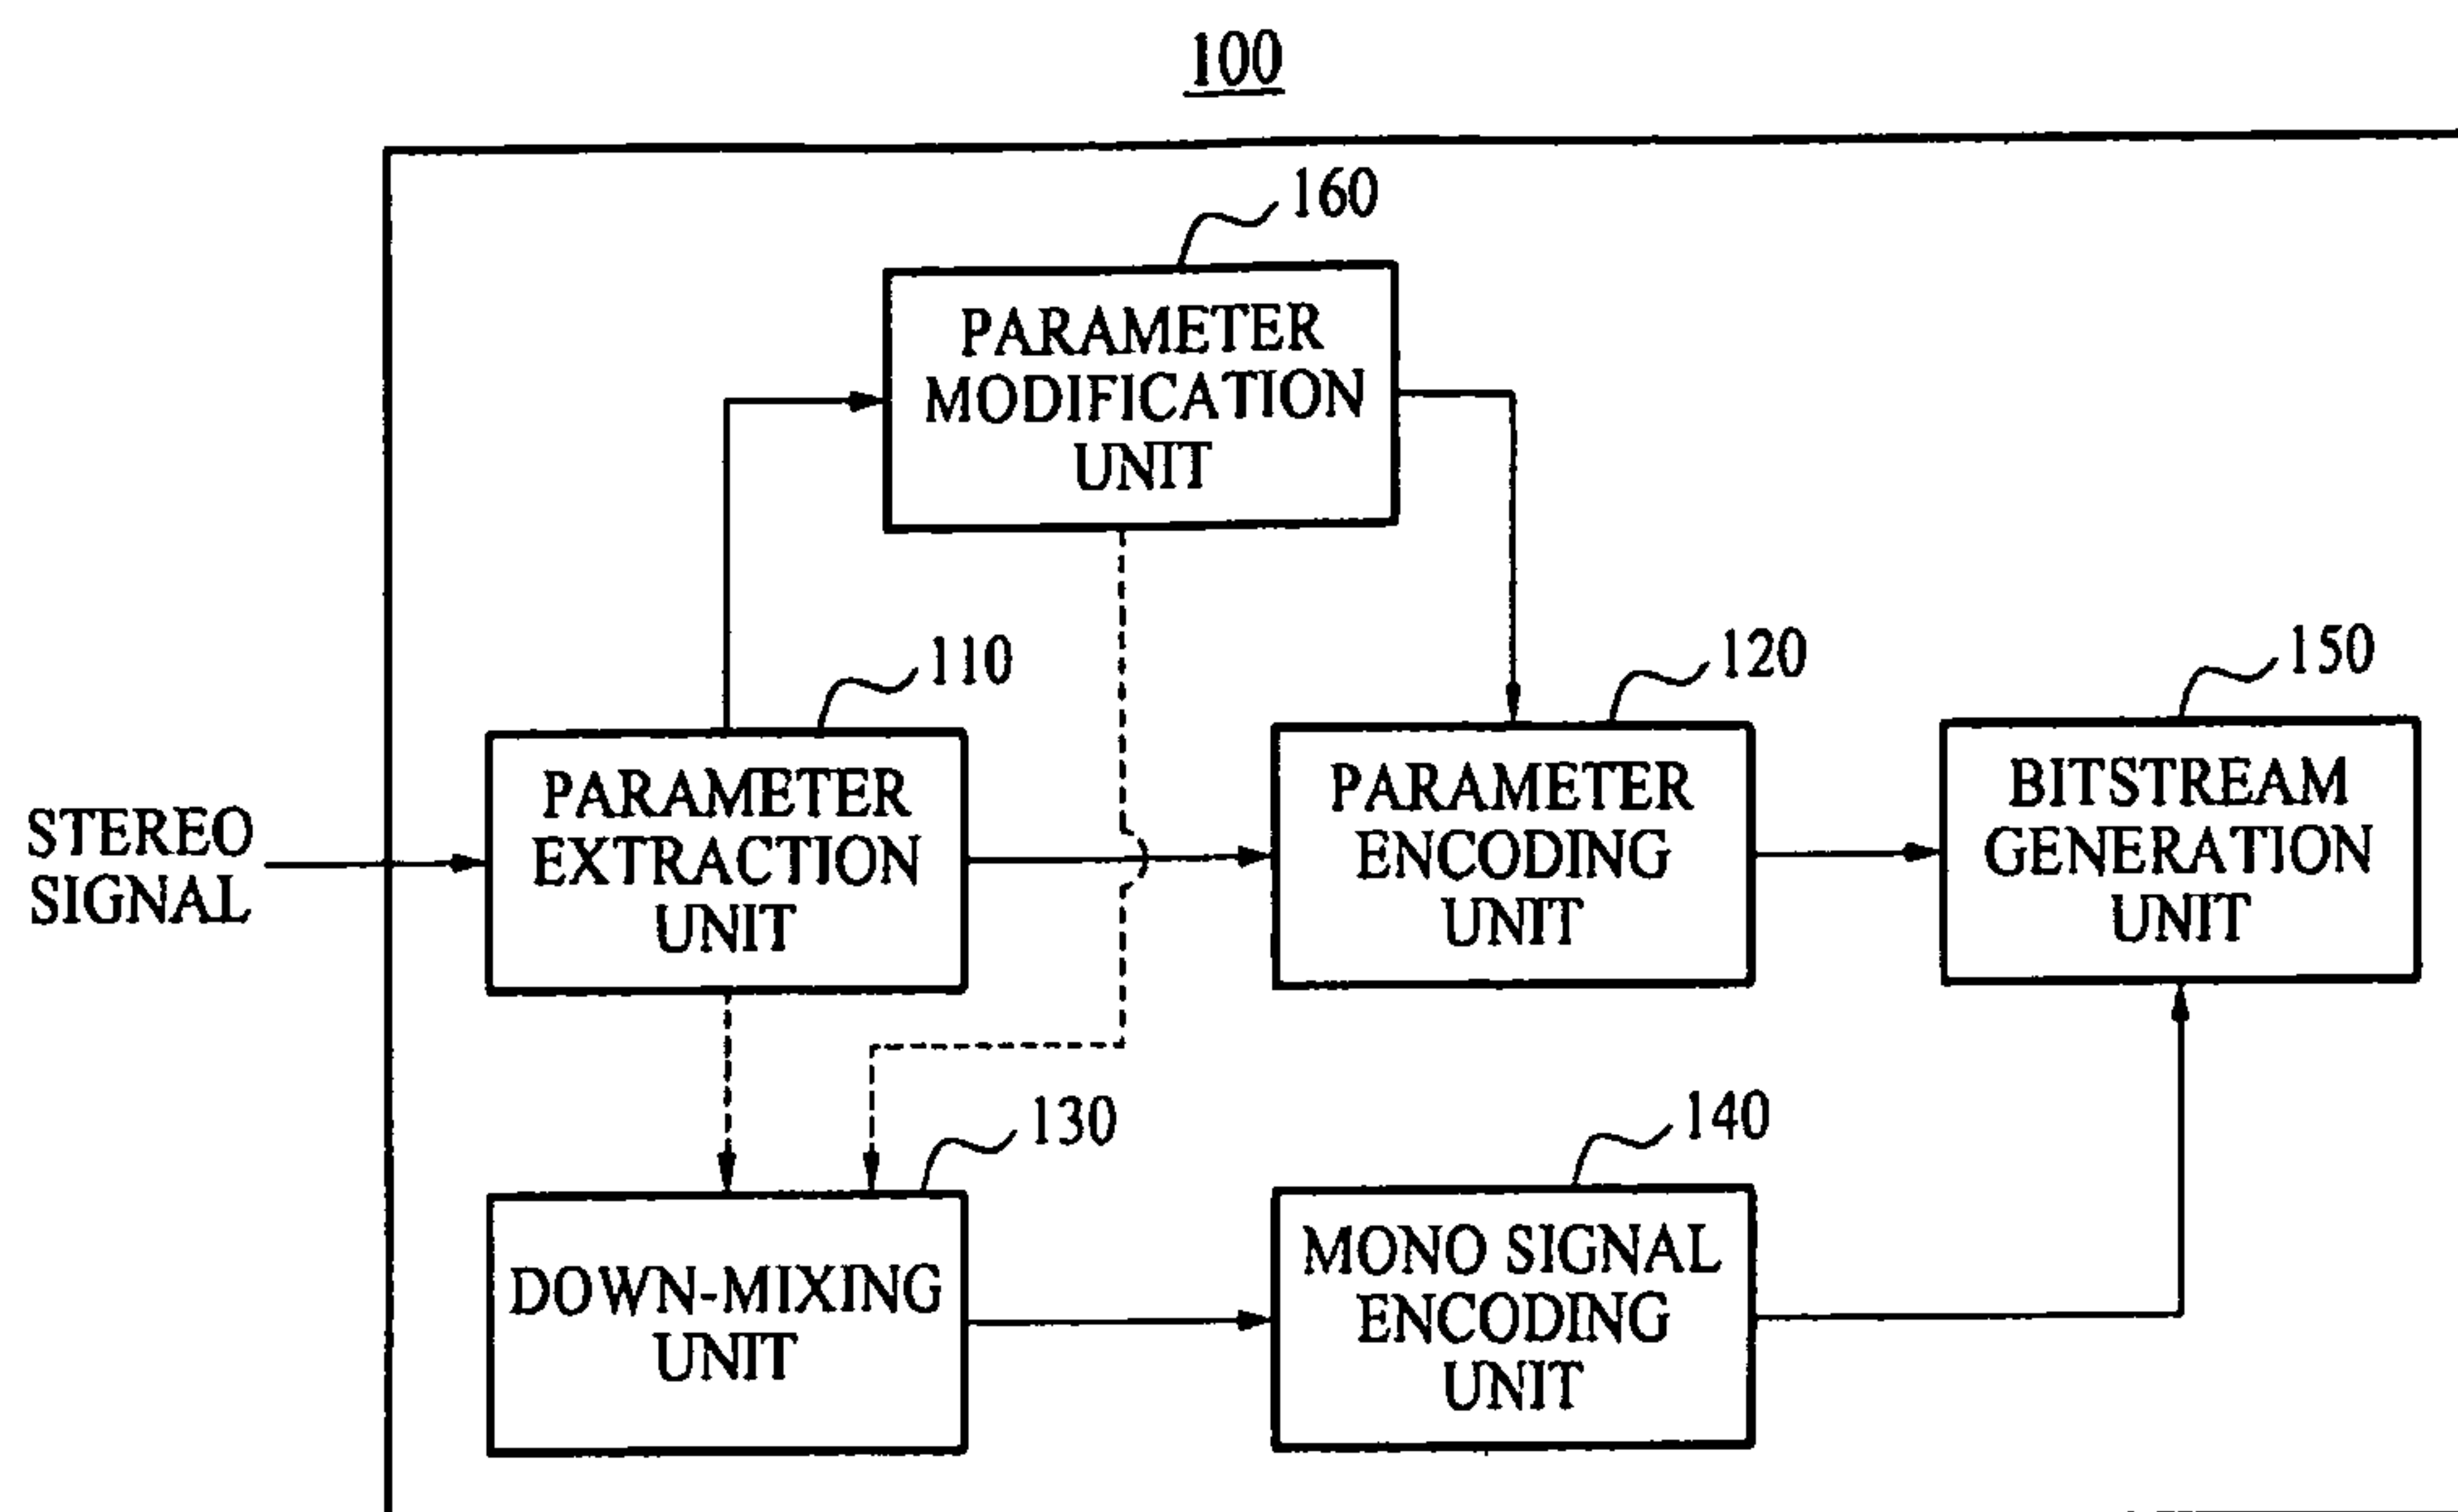 100
160
PARAMETER
MODIFICATION
UNIT
110
120
150
STEREO
SIGNAL
PARAMETER
EXTRACTION
UNIT
PARAMETER
ENCODING
UNIT
BITSTREAM
GENERATION
UNIT
130
140
DOWN-MIXING
UNIT
MONO SIGNAL
ENCODING
UNIT